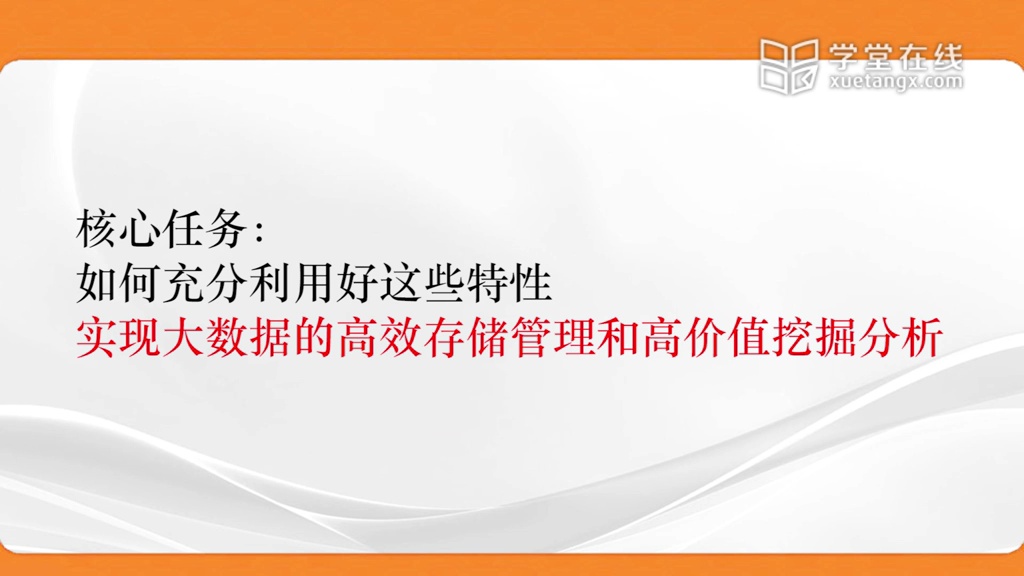 学堂在线
xuetangx.com
核心任务：
如何充分利用好这些特性
实现大数据的高效存储管理和高价值挖掘分析